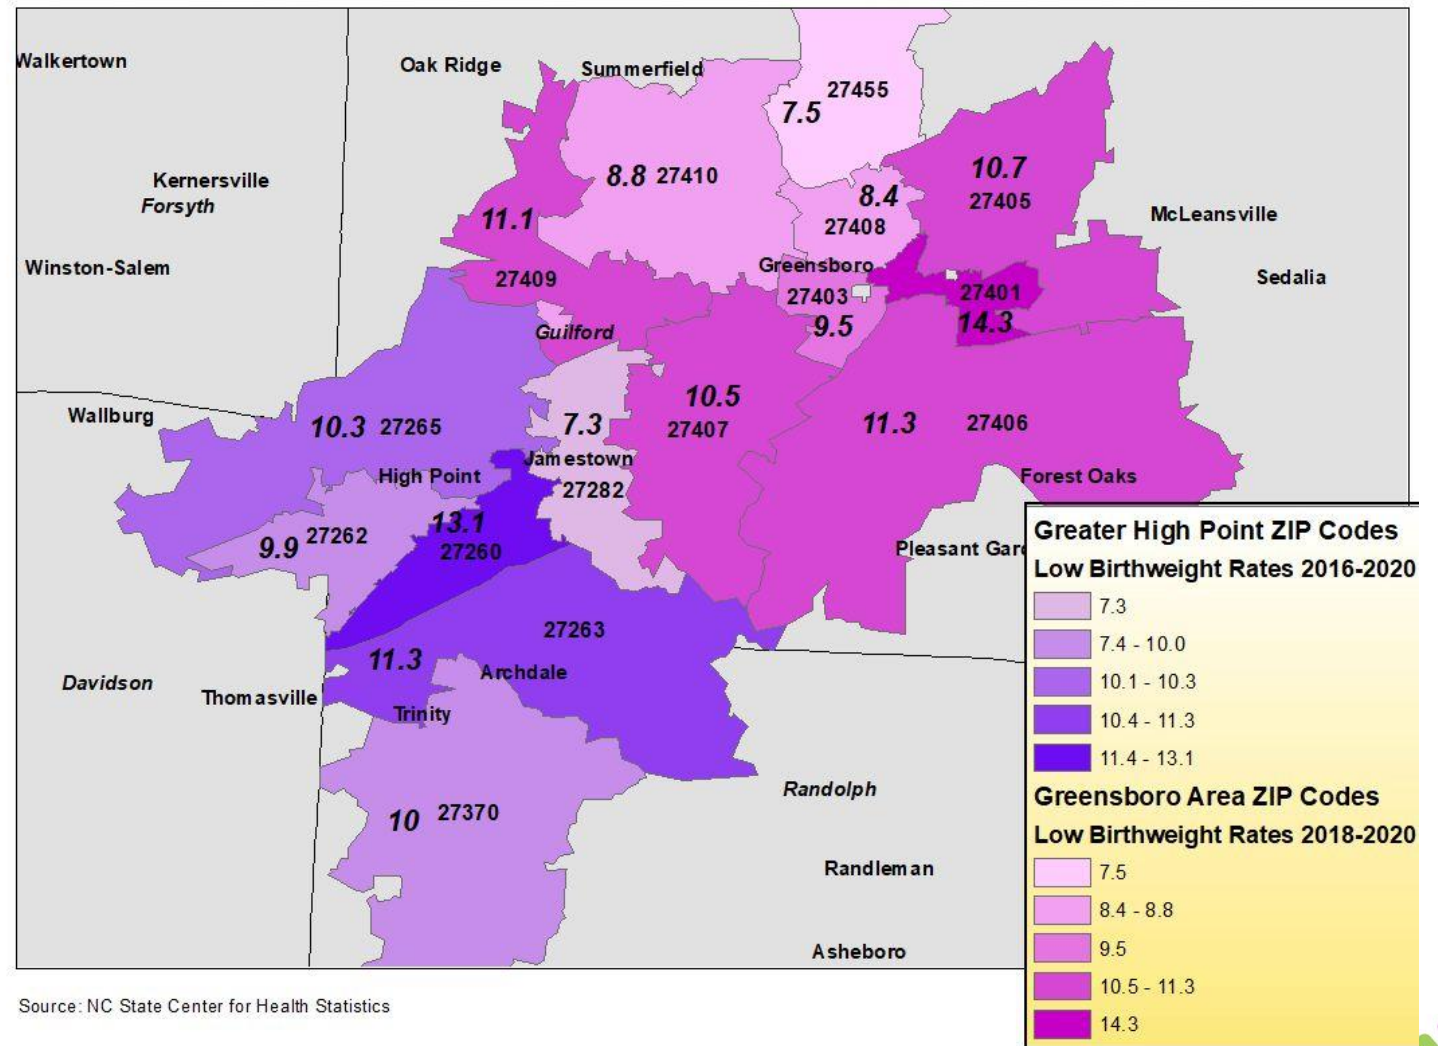 Walkertown
Oak Ridge
Summerfield
27455
7.5
Kernersville
Forsyth
8.8 27410
10.7
27405
8.4
27408
11.1
McLeansville
Winston-Salem
27409
Greensboro
Sedalia
27403
27401
9.5
14.3
Guilford
Wallburg
10.3 27265
7.3
10.5
27407
11.3 27406
Jamestown
High Point
27282
Forest Oaks
13.1
27260
9.9 27262
Pleasant Gard
27263
11.3
Archdale
Davidson
Thomasville
Trinity
Randolph
10 27370
Randleman
Asheboro
Greater High Point ZIP Codes
Low Birthweight Rates 2016-2020
7.3
7.4 - 10.0
10.1 - 10.3
10.4 - 11.3
11.4 - 13.1
Greensboro Area ZIP Codes
Low Birthweight Rates 2018-2020
7.5
8.4 - 8.8
9.5
10.5 - 11.3
14.3
Source: NC State Center for Health Statistics